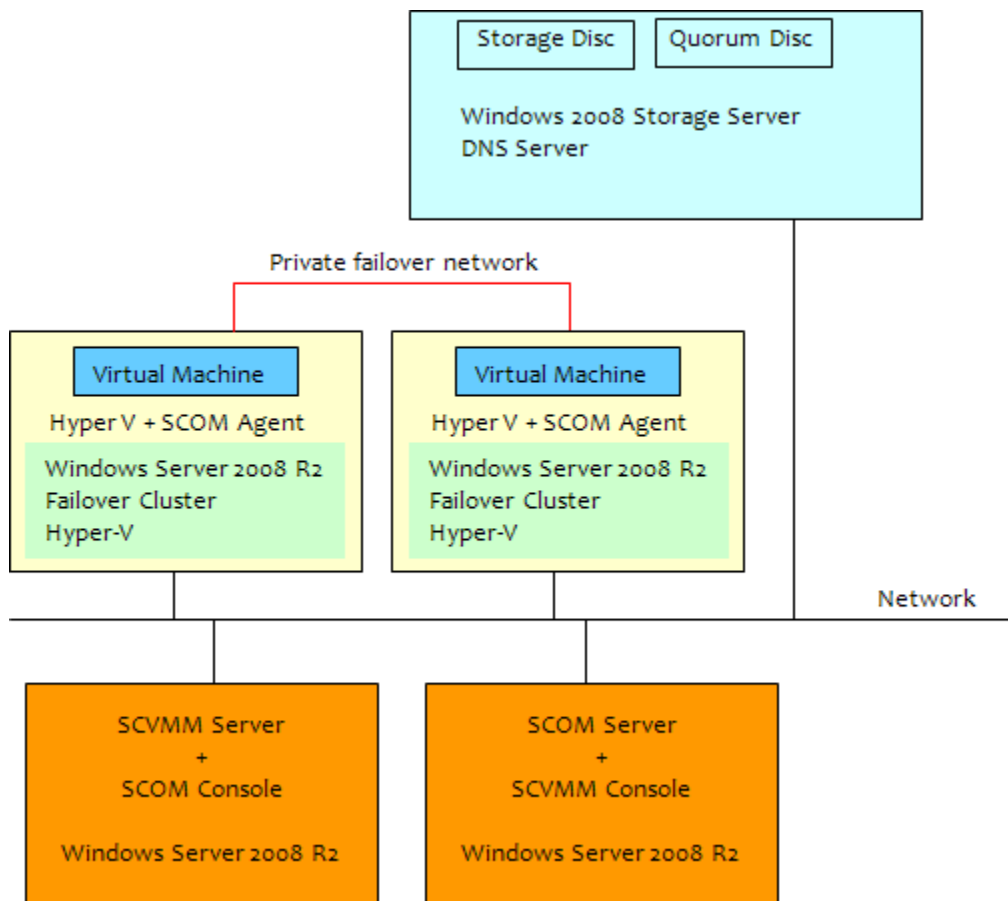 Storage Disc
Quorum Disc
Windows 2008 Storage Server
DNS Server
Private failover network
Virtual Machine
Hyper V + SCOM Agent
Windows Server 2008 R2
Failover Cluster
Hyper-V
Virtual Machine
Hyper V + SCOM Agent
Windows Server 2008 R2
Failover Cluster
Hyper-V
Network
SCVMM Server
+
SCOM Console
Windows Server 2008 R2
SCOM Server
+
SCVMM Console
Windows Server 2008 R2